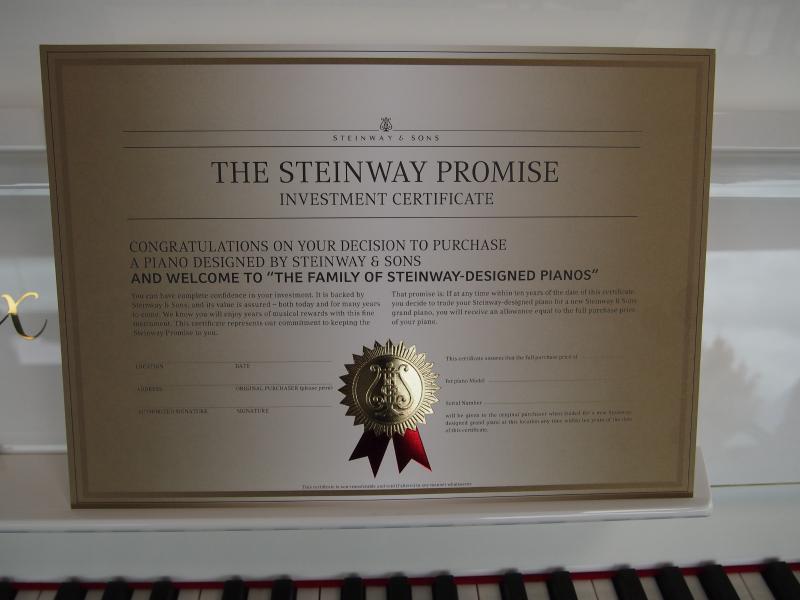 STEINWAY & SONS
THE STEINWAY PROMISE
INVESTMENT CERTIFICATE
CONGRATULATIONS ON YOUR DECISION TO PURCHASE
A PIANO DESIGNED BY STEINWAY & SONS
AND WELCOME TO "THE FAMILY OF STEINWAY-DESIGNED PIANOS"
You can have complete confidence in your investment. It is backed by
Steinway & Sons, and its value is assured – both today and for many years
to come. We know you will enjoy years of musical rewards with this fine
instrument. This certificate represents our commitment to keeping the
Steinway Promise to you.
That promise is: If at any time within ten years of the date of this certificate,
you decide to trade your Steinway-designed piano for a new Steinway & Sons
grand piano, you will receive an allowance equal to the full purchase price
of your piano.
x
LOCATION DATE
ADDRESS ORIGINAL PURCHASER (please print)
AUTHORIZED SIGNATURE SIGNATURE
This certificate assures that the full purchase price of
for piano Model
Serial Number
will be given to the original purchaser when traded for a new Steinway-
designed grand piano at this location any time within ten years of the date
of this certificate.
This certificate is non-transferable and void if altered in any manner whatsoever.